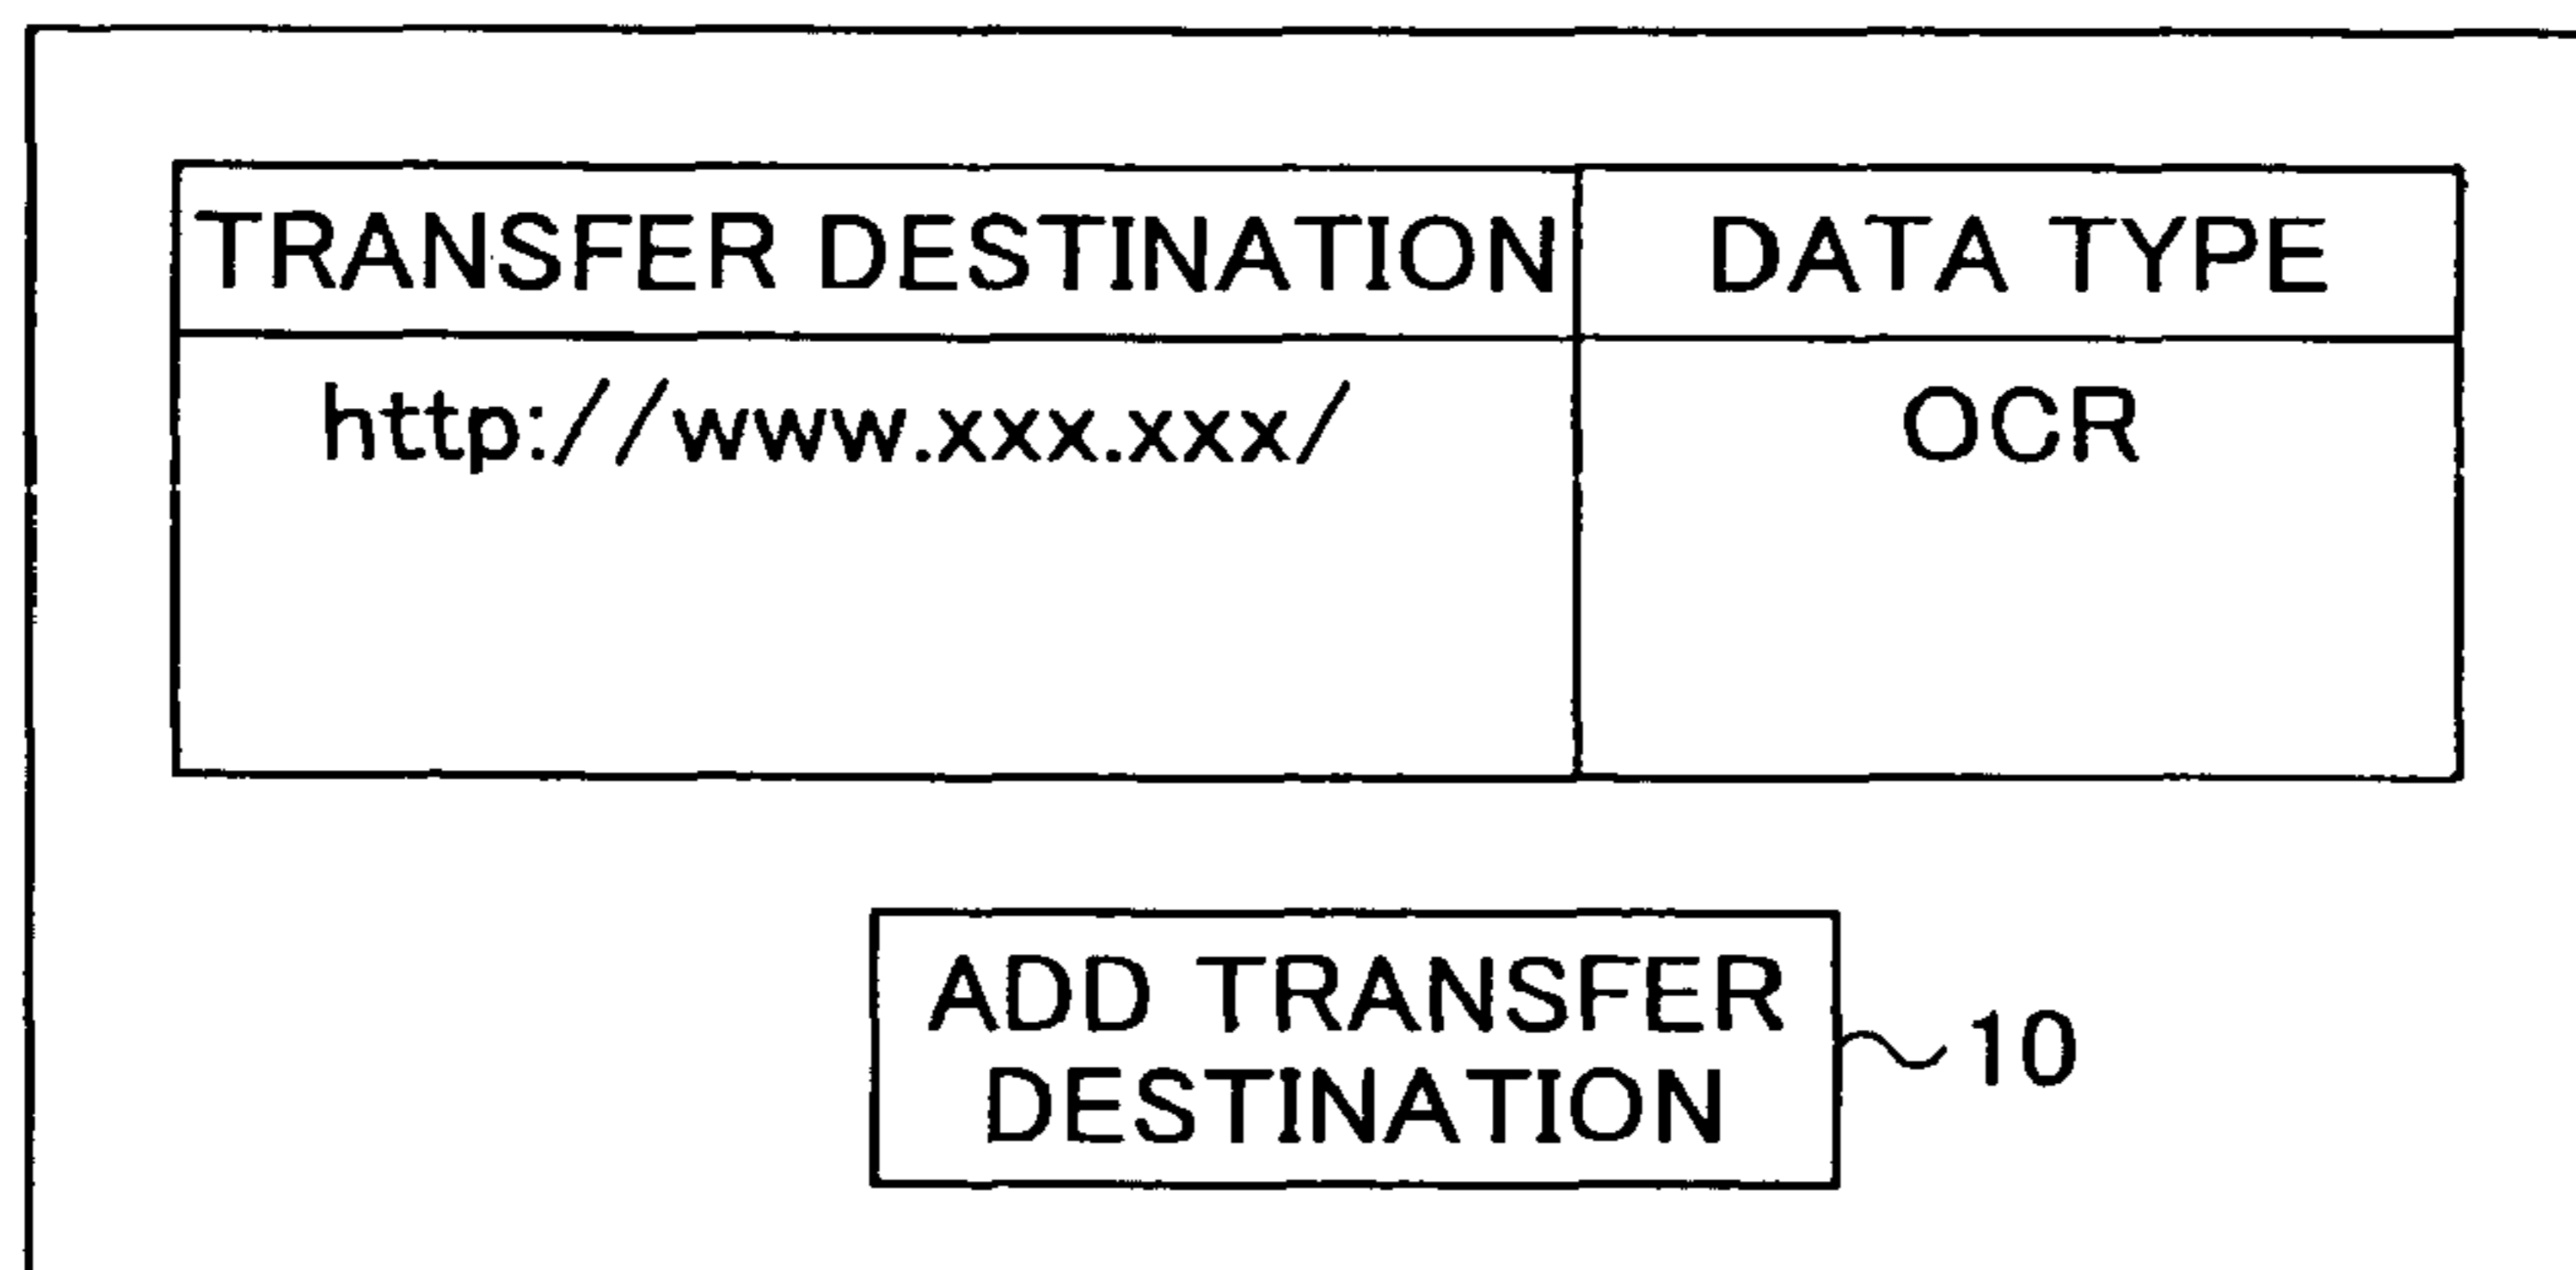 TRANSFER DESTINATION DATA TYPE
http://www.xxx.xxx/ OCR
ADD TRANSFER
DESTINATION
10